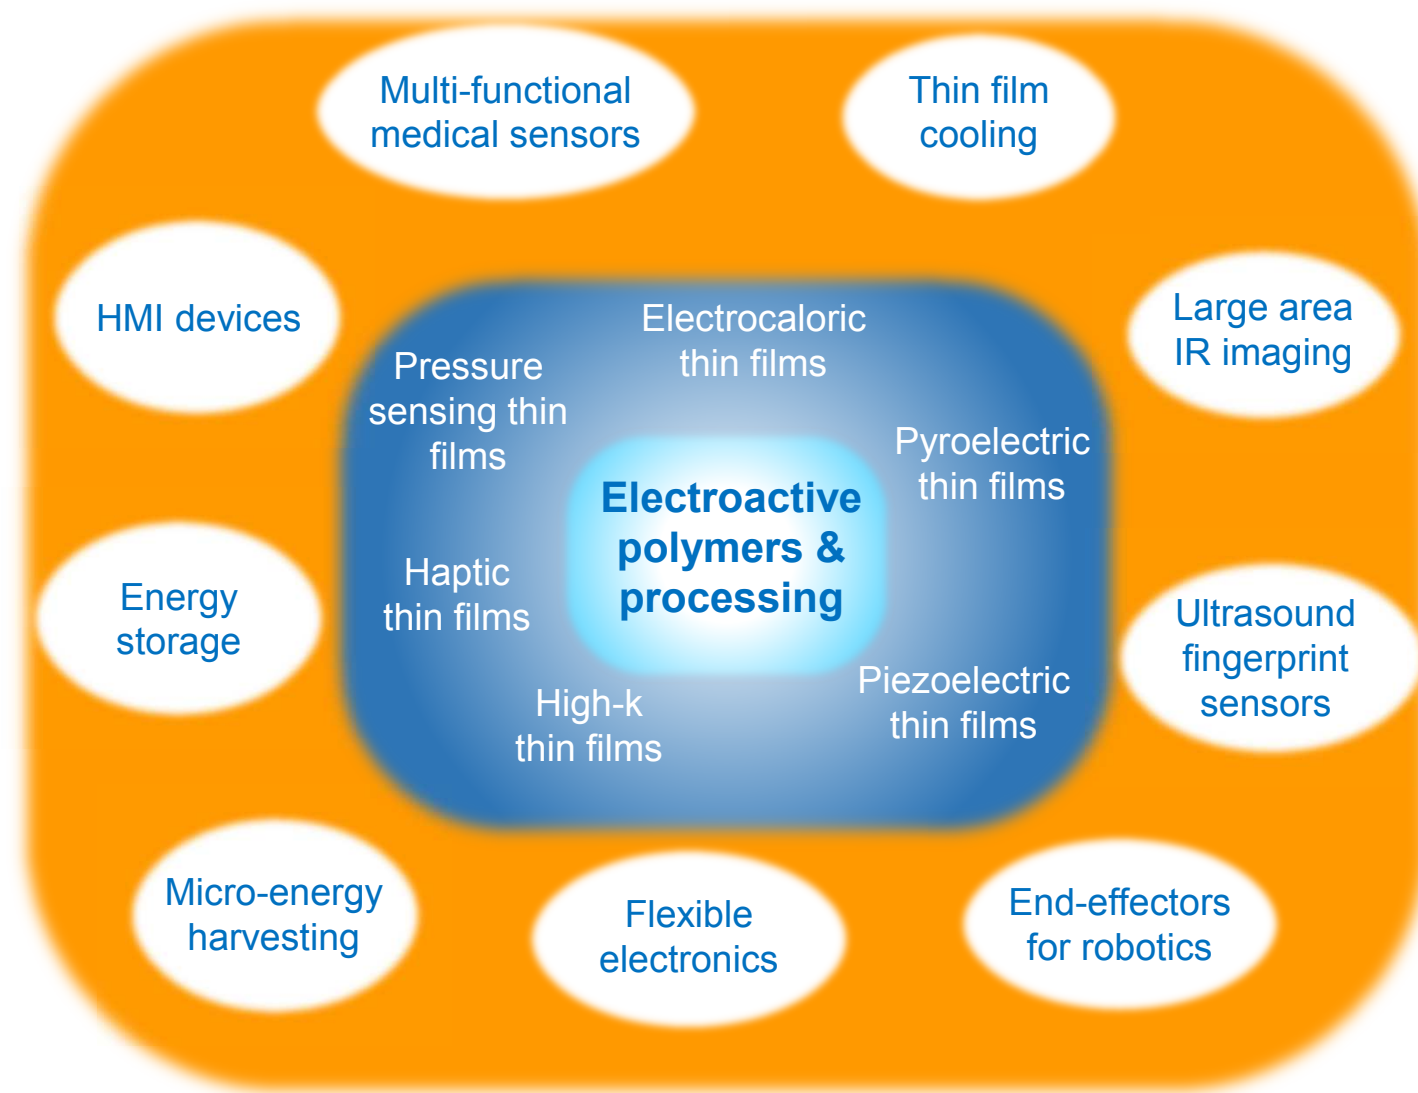 Multi-functional
medical sensors
Thin film
cooling
HMI devices
Large area
IR imaging
Electrocaloric
thin films
Pressure
sensing thin
films
Pyroelectric
thin films
Electroactive
polymers &
processing
Haptic
thin films
Energy
storage
Ultrasound
fingerprint
sensors
Piezoelectric
thin films
High-k
thin films
Micro-energy
harvesting
Flexible
electronics
End-effectors
for robotics